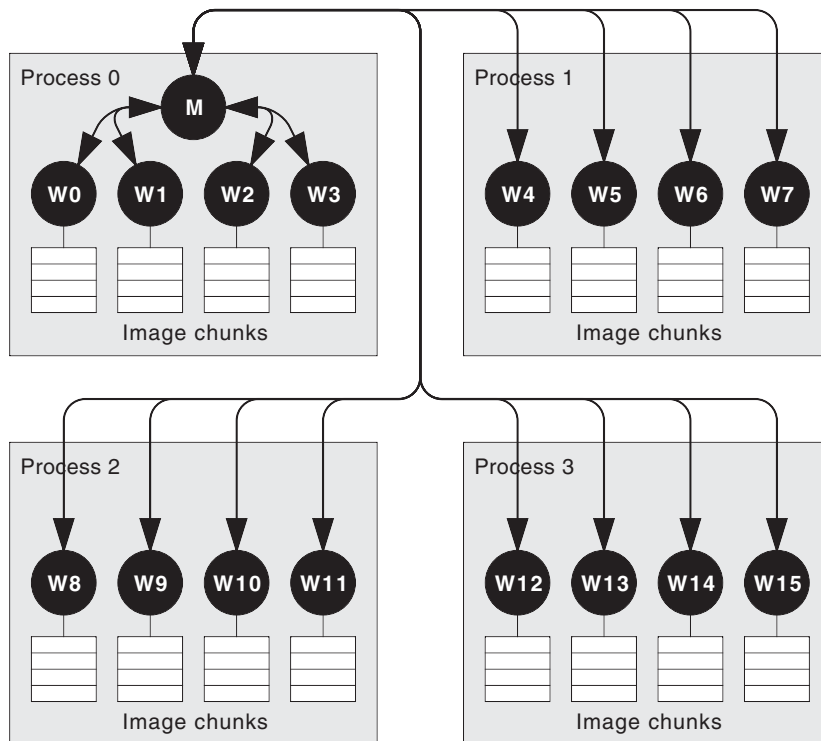 Process 0
M
W0 W1 W2 W3
Image chunks
Process 1
W4 W5 W6 W7
Image chunks
Process 2
W8 W9 W10 W11
Image chunks
Process 3
W12 W13 W14 W15
Image chunks